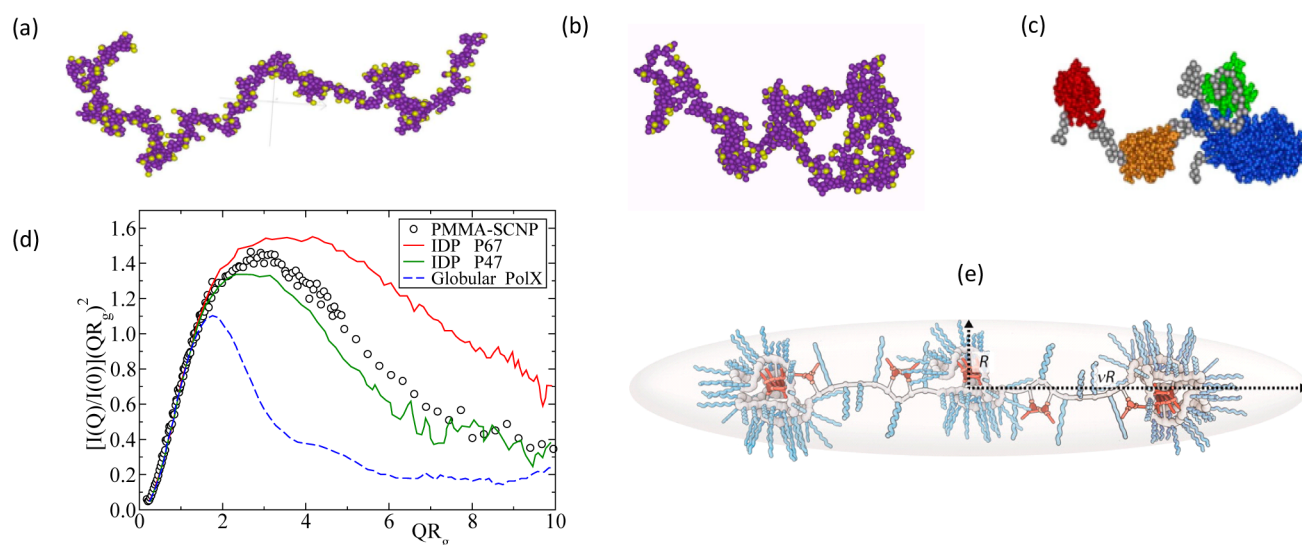 (a)
(b)
(c)
(d)
[I(Q)/I(0)](QR_g)^2
1.6
1.4
1.2
1.0
0.8
0.6
0.4
0.2
0.0
PMMA-SCNP
IDP P67
IDP P47
Globular PolX
0 2 4 6 8 10
QR_g
(e)
R
νR